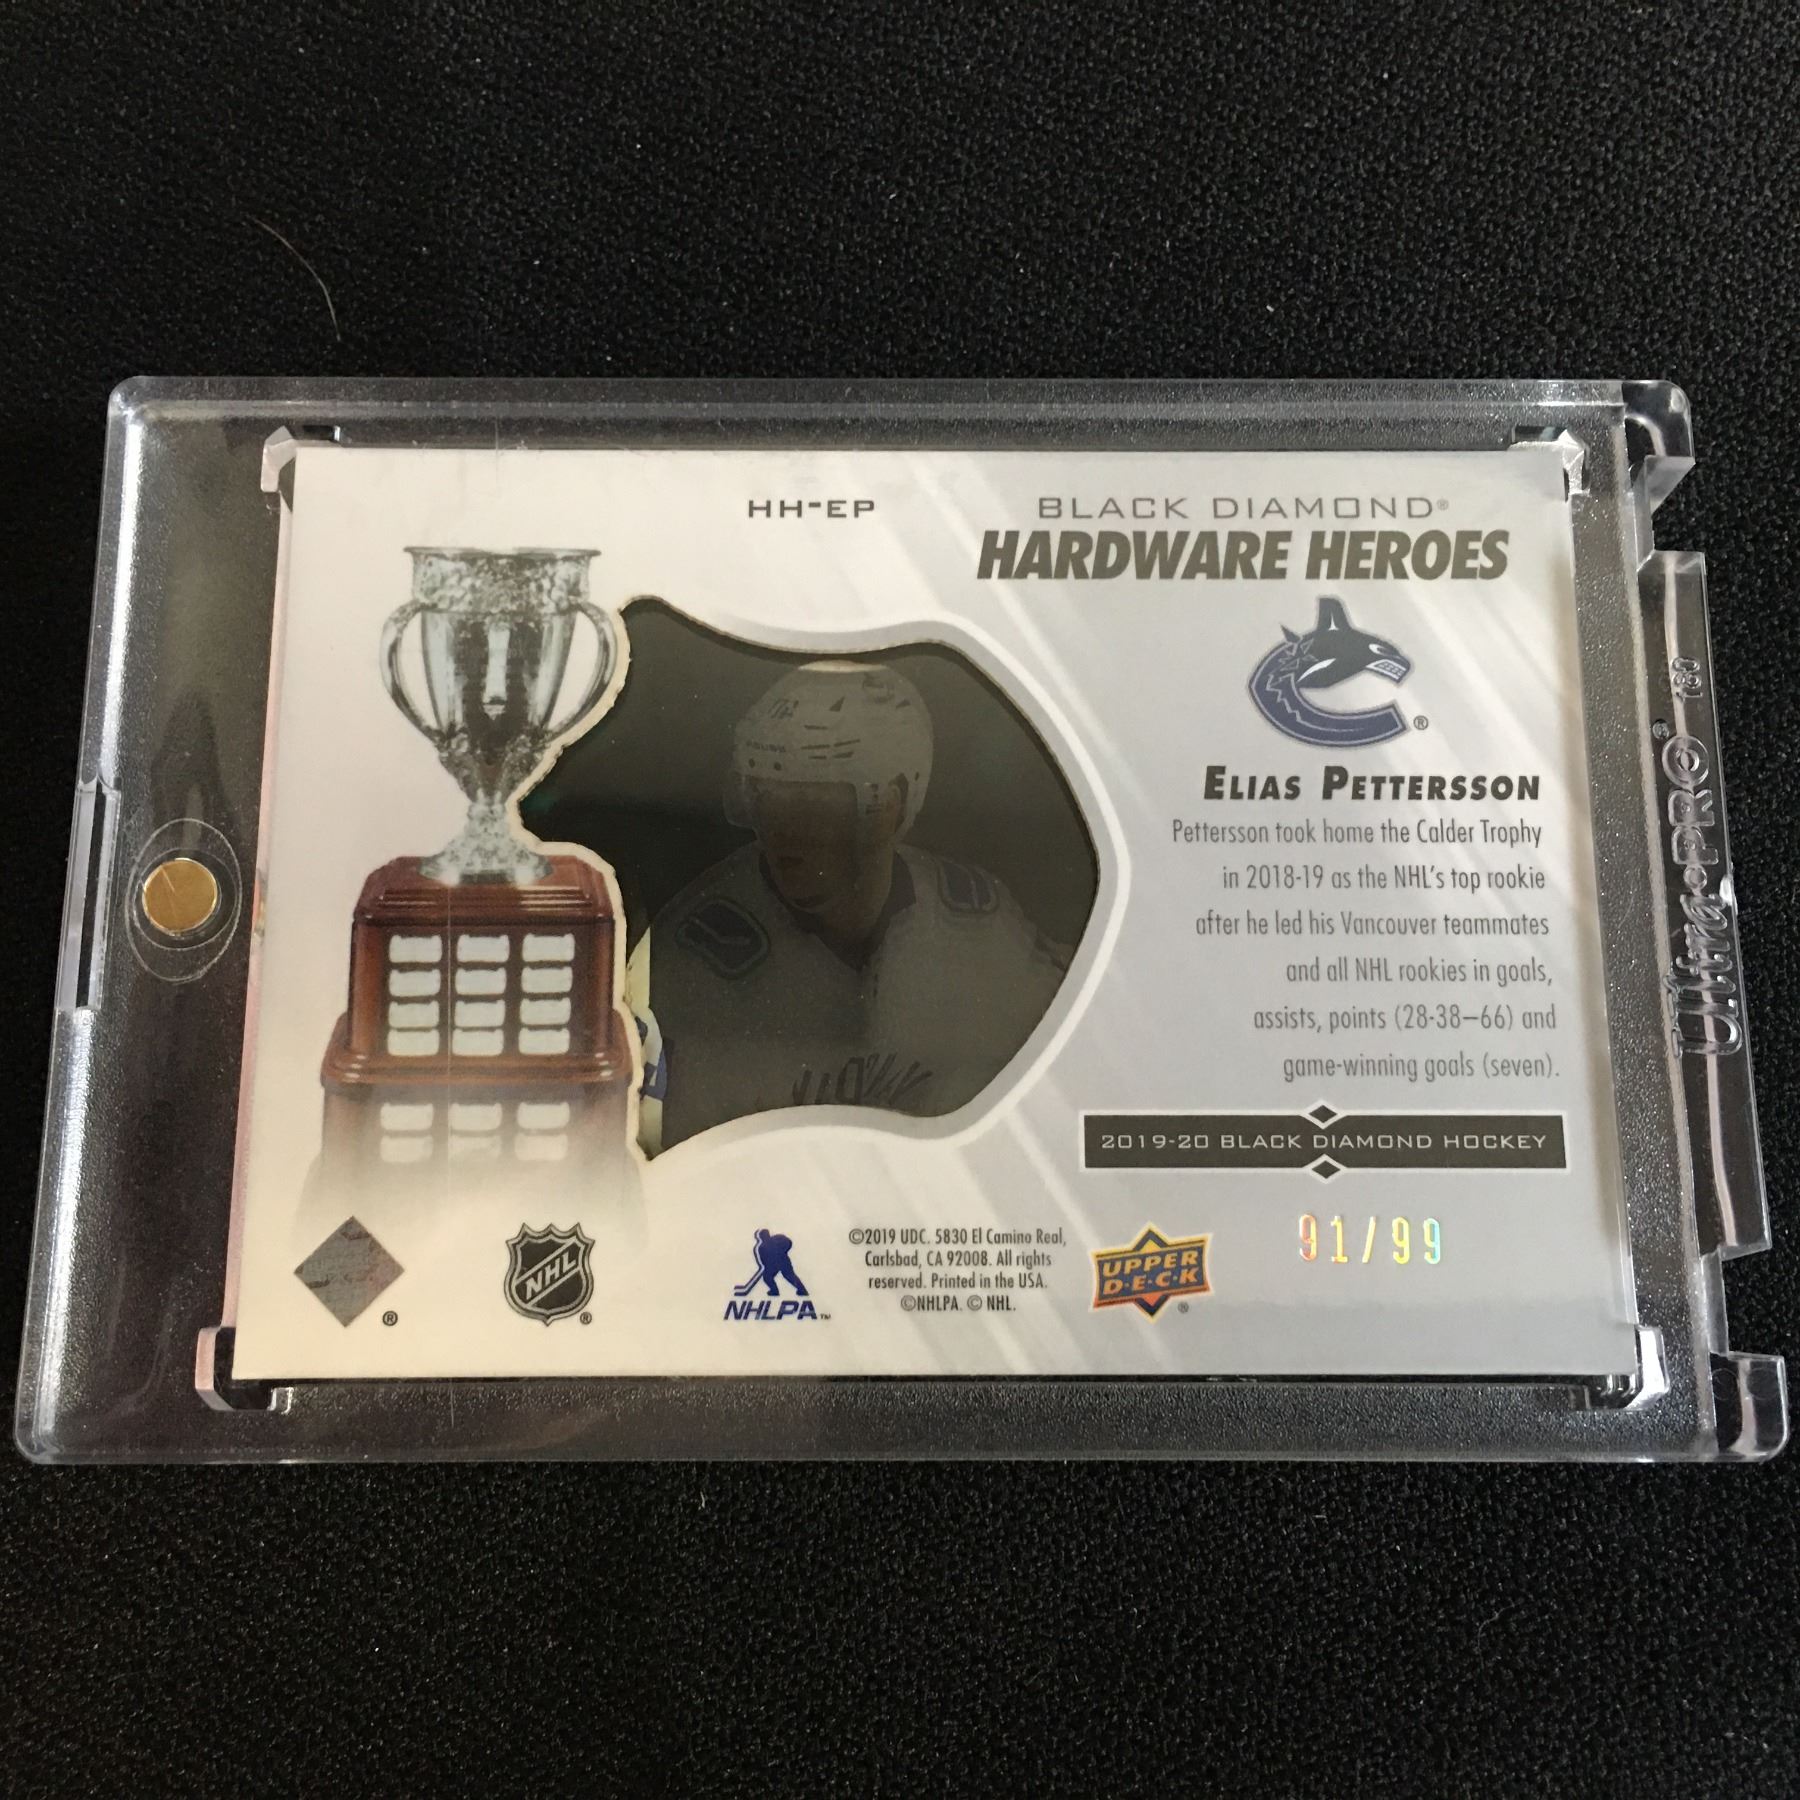 HH-EP
BLACK DIAMOND®
HARDWARE HEROES
®
ELIAS PETTERSSON
Pettersson took home the Calder Trophy
in 2018-19 as the NHL's top rookie
after he led his Vancouver teammates
and all NHL rookies in goals,
assists, points (28-38—66) and
game-winning goals (seven).
2019-20 BLACK DIAMOND HOCKEY
91/99
®
NHL
®
NHLPA™
©2019 UDC. 5830 El Camino Real,
Carlsbad, CA 92008. All rights
reserved. Printed in the USA.
©NHLPA. © NHL.
UPPER
D·E·C·K
®
Ultra•PRO® 180